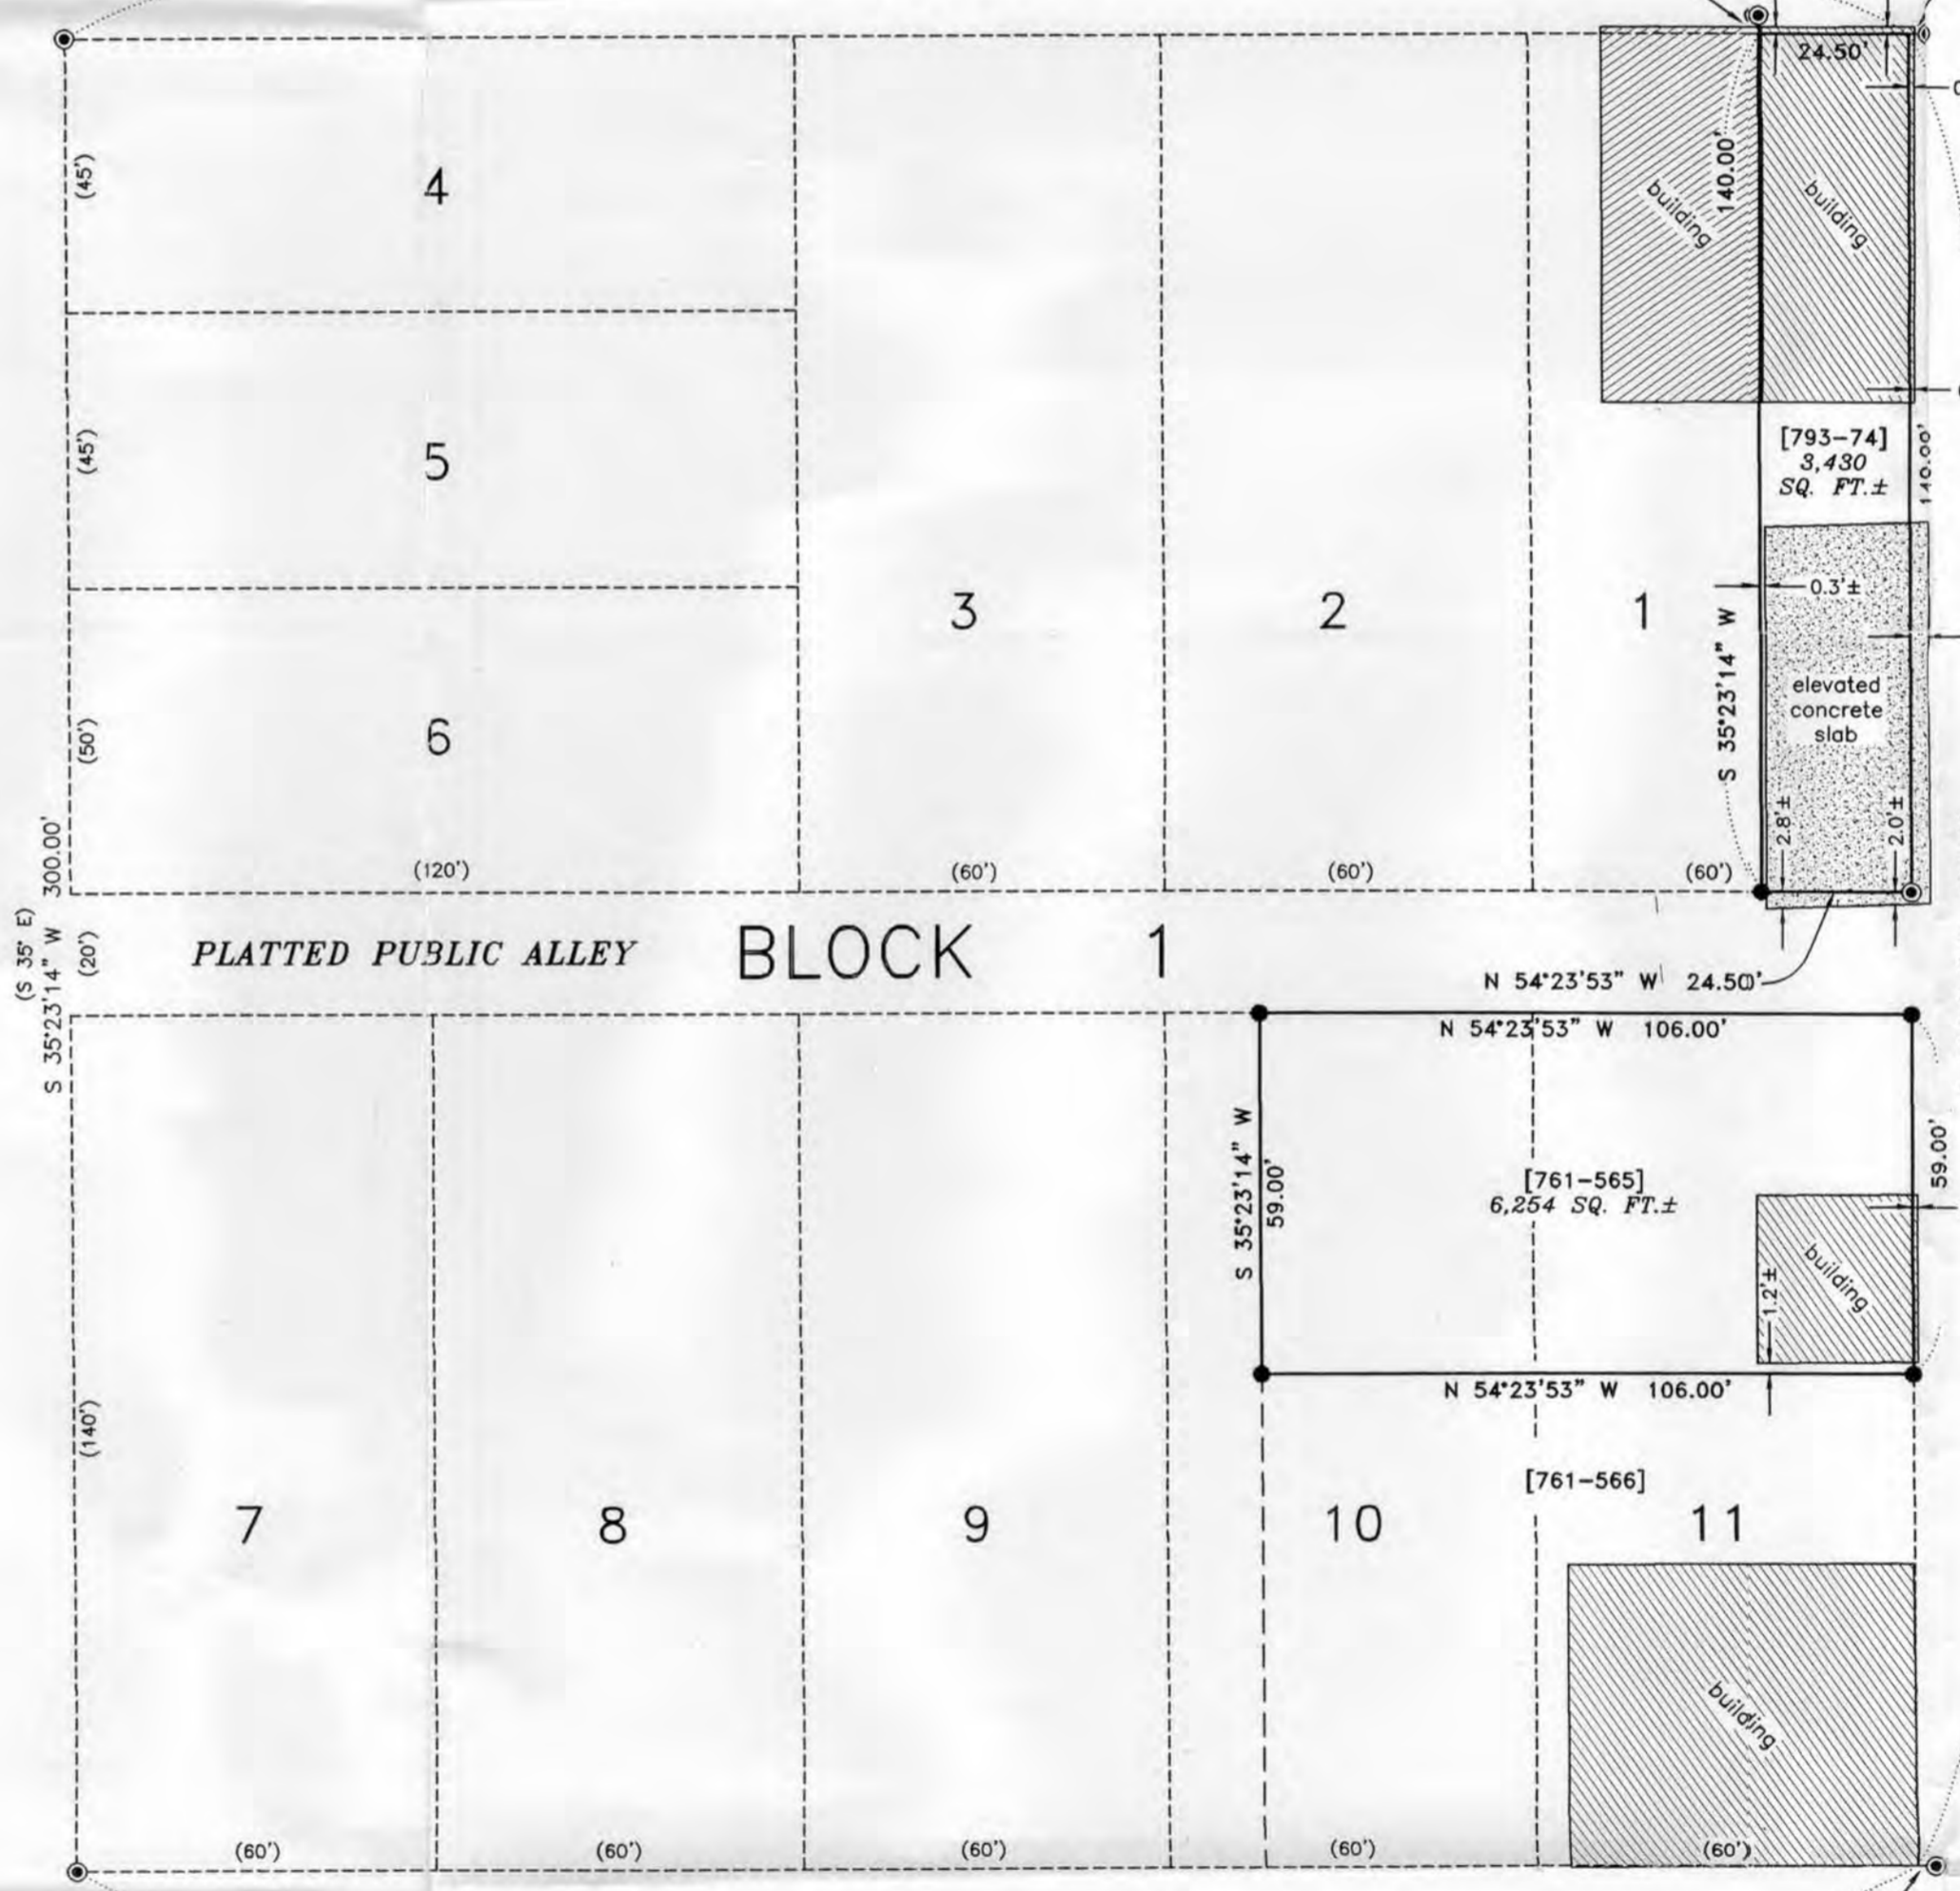 24.50'
(45')
4
140.00'
building
building
(45')
5
[793-74]
3,430
SQ. FT.±
140.00'
3
2
1
0.3'±
S 35°23'14" W
elevated
concrete
slab
(50')
6
2.8'±
2.0'±
(120')
(60')
(60')
(60')
(S 35° E)
S 35°23'14" W 300.00'
(20')
PLATTED PUBLIC ALLEY
BLOCK 1
N 54°23'53" W 24.50'
N 54°23'53" W 106.00'
S 35°23'14" W
59.00'
[761-565]
6,254 SQ. FT.±
59.00'
building
1.2'±
N 54°23'53" W 106.00'
(140')
[761-566]
7
8
9
10
11
building
(60')
(60')
(60')
(60')
(60')